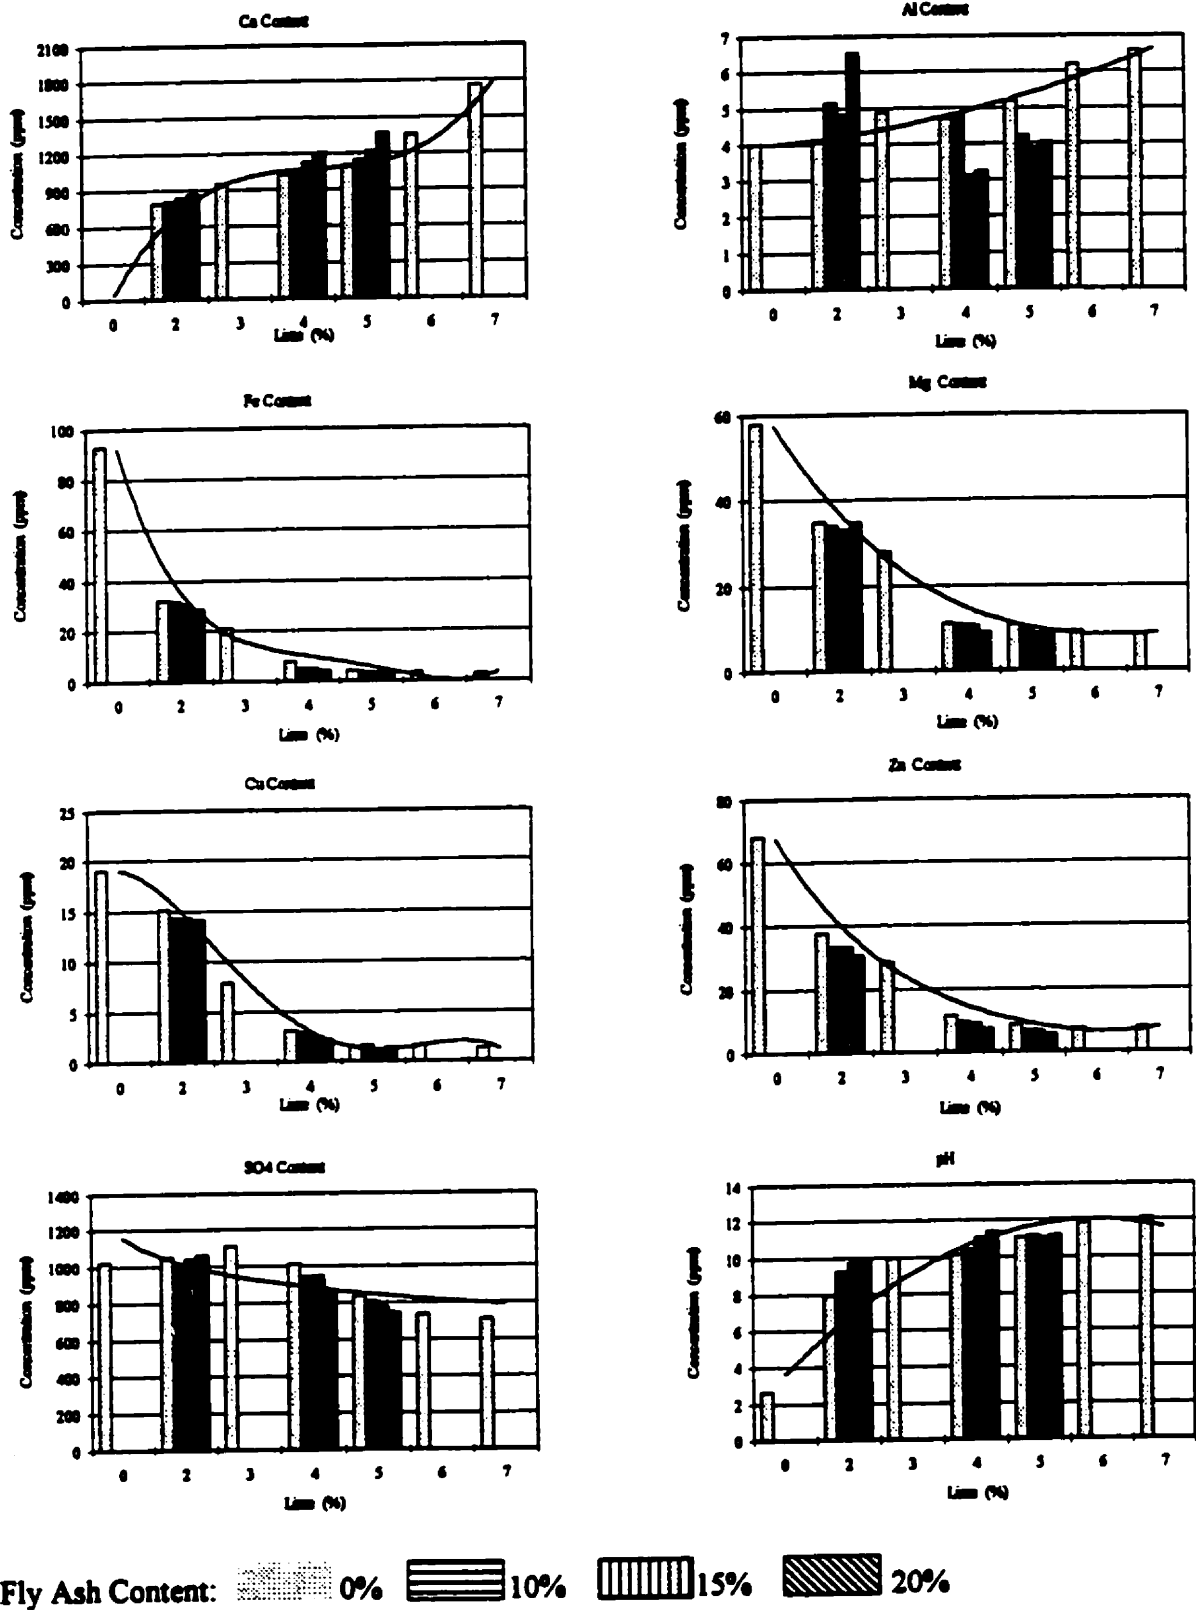 Ca Content
2100
1800
1500
1200
900
600
300
0
Concentration (ppm)
0 2 3 4 5 6 7
Lime (%)
Al Content
7
6
5
4
3
2
1
0
Concentration (ppm)
0 2 3 4 5 6 7
Lime (%)
Fe Content
100
80
60
40
20
0
Concentration (ppm)
0 2 3 4 5 6 7
Lime (%)
Mg Content
60
40
20
0
Concentration (ppm)
0 2 3 4 5 6 7
Lime (%)
Cu Content
25
20
15
10
5
0
Concentration (ppm)
0 2 3 4 5 6 7
Lime (%)
Zn Content
80
60
40
20
0
Concentration (ppm)
0 2 3 4 5 6 7
Lime (%)
SO4 Content
1400
1200
1000
800
600
400
200
0
Concentration (ppm)
0 2 3 4 5 6 7
Lime (%)
pH
14
12
10
8
6
4
2
0
Concentration (ppm)
0 2 3 4 5 6 7
Lime (%)
Fly Ash Content: 0% 10% 15% 20%